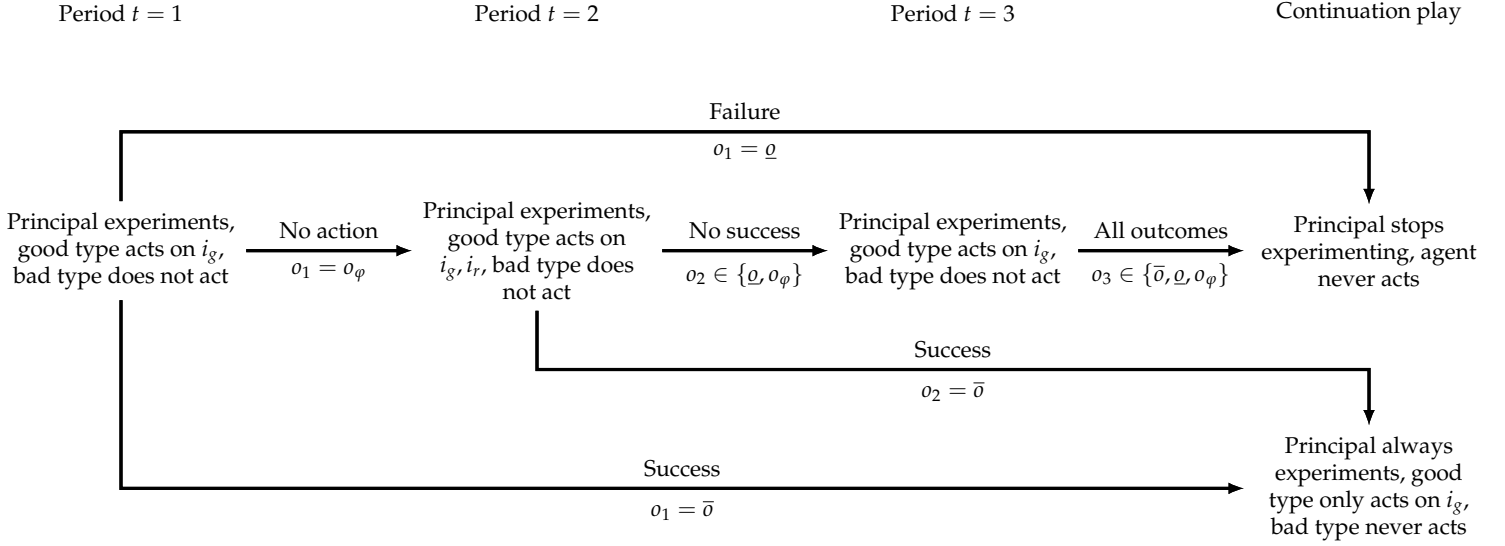 Period t = 1
Period t = 2
Period t = 3
Continuation play
Failure
o₁ = o̲
Principal experiments,
good type acts on i_g,
bad type does not act
No action
o₁ = o_φ
Principal experiments,
good type acts on
i_g, i_r, bad type does
not act
No success
o₂ ∈ {o̲, o_φ}
Principal experiments,
good type acts on i_g,
bad type does not act
All outcomes
o₃ ∈ {o̅, o̲, o_φ}
Principal stops
experimenting, agent
never acts
Success
o₂ = o̅
Success
o₁ = o̅
Principal always
experiments, good
type only acts on i_g,
bad type never acts